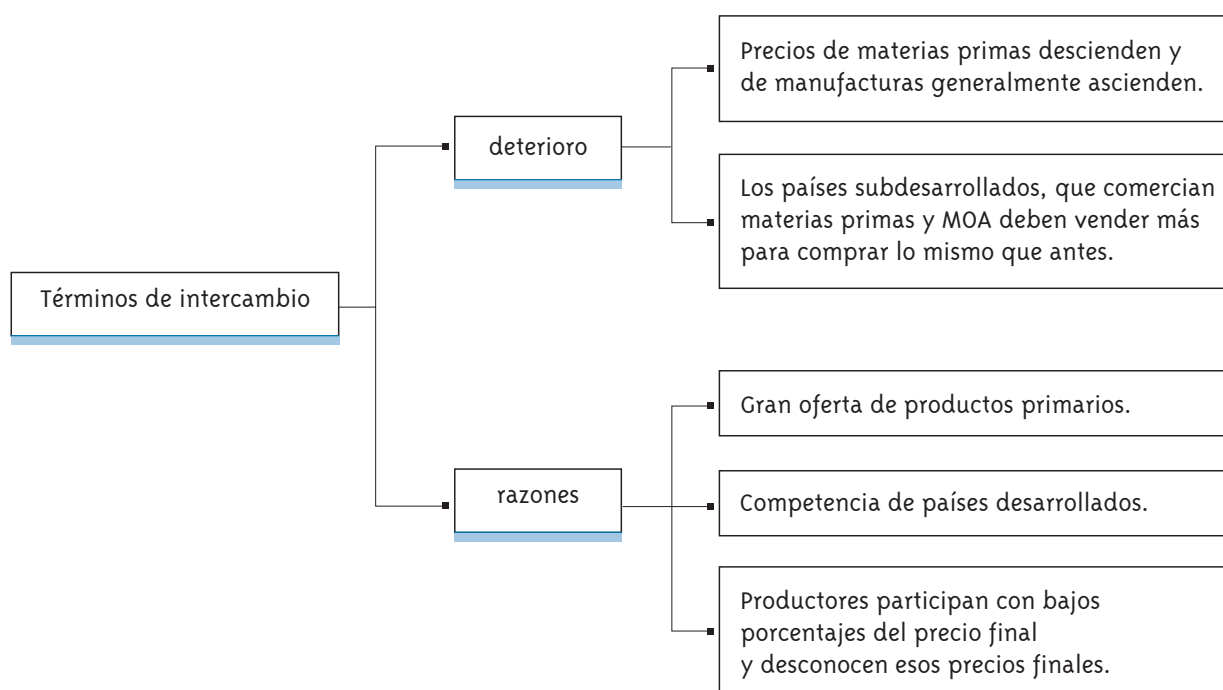 Precios de materias primas descienden y
de manufacturas generalmente ascienden.
deterioro
Los países subdesarrollados, que comercian
materias primas y MOA deben vender más
para comprar lo mismo que antes.
Términos de intercambio
Gran oferta de productos primarios.
razones
Competencia de países desarrollados.
Productores participan con bajos
porcentajes del precio final
y desconocen esos precios finales.